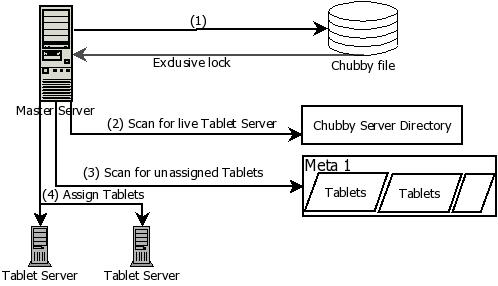 (1)
Exclusive lock
Chubby file
Master Server
(2) Scan for live Tablet Server
Chubby Server Directory
Meta 1
(3) Scan for unassigned Tablets
Tablets
Tablets
(4) Assign Tablets
Tablet Server
Tablet Server